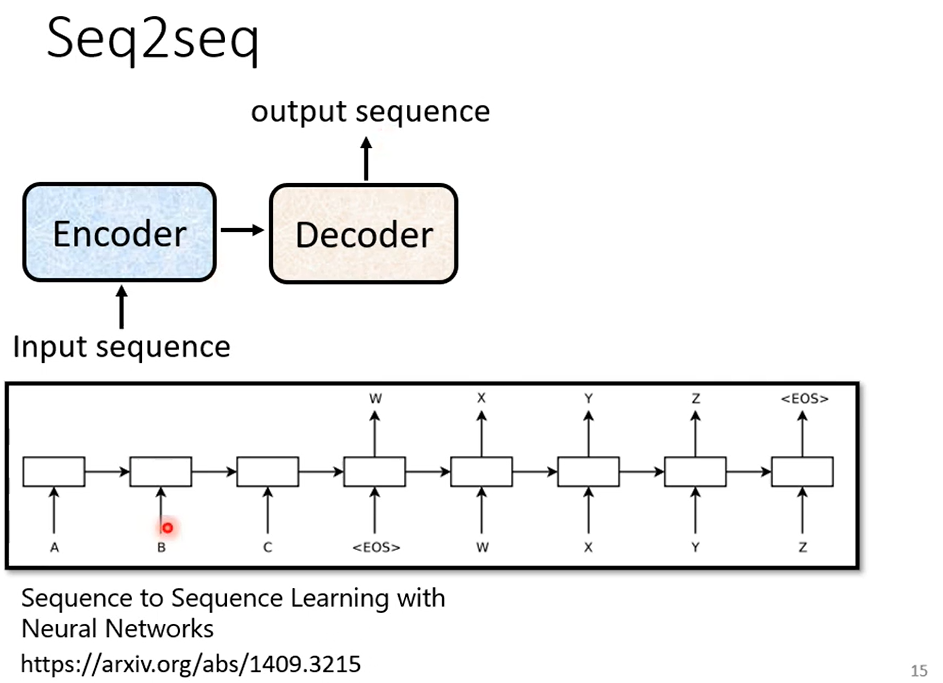 Seq2seq
output sequence
Encoder
Decoder
Input sequence
W X Y Z <EOS>
A B C <EOS> W X Y Z
Sequence to Sequence Learning with
Neural Networks
https://arxiv.org/abs/1409.3215
15